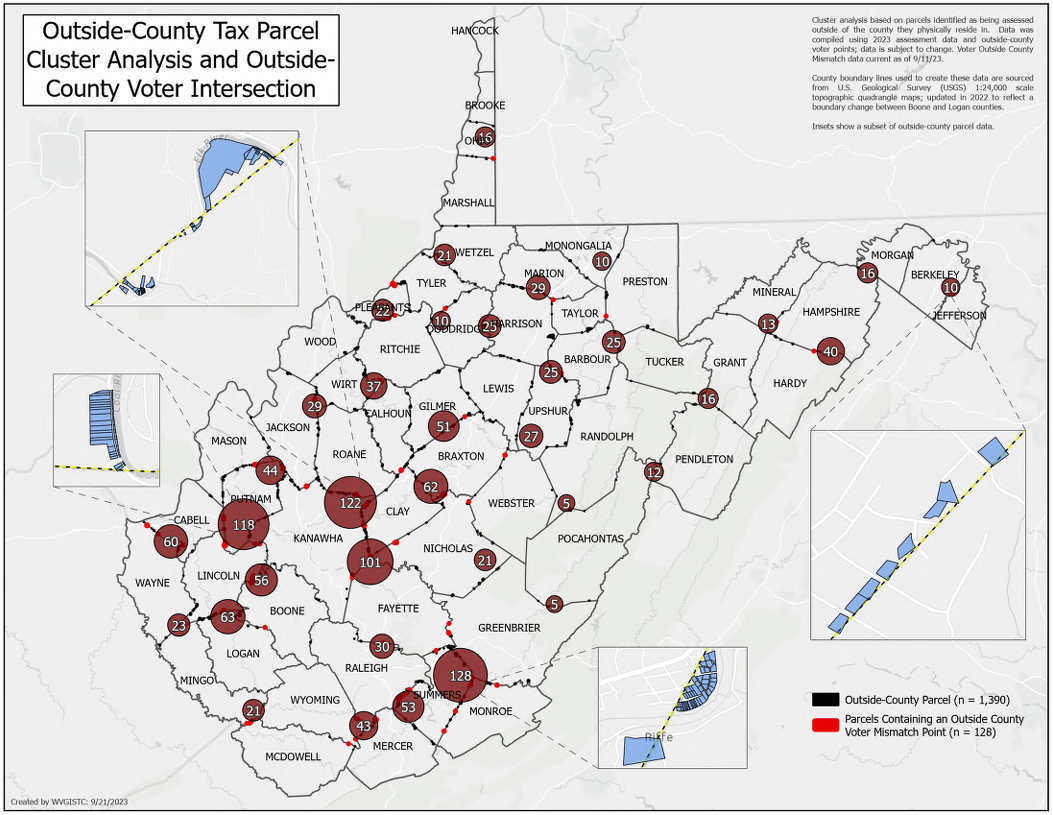 Outside-County Tax Parcel
Cluster Analysis and Outside-
County Voter Intersection
Cluster analysis based on parcels identified as being assessed
outside of the county they physically reside in. Data was
compiled using 2023 assessment data and outside-county
voter points; data is subject to change. Voter Outside County
Mismatch data current as of 9/11/23.
County boundary lines used to create these data are sourced
from U.S. Geological Survey (USGS) 1:24,000 scale
topographic quadrangle maps; updated in 2022 to reflect a
boundary change between Boone and Logan counties.
Insets show a subset of outside-county parcel data.
HANCOCK
BROOKE
16
OHIO
MARSHALL
Elk River
21
WETZEL
MONONGALIA
10
MARION
29
PRESTON
TYLER
PLEASANTS
22
10
DODDRIDGE
25
HARRISON
TAYLOR
25
MORGAN
16
BERKELEY
10
JEFFERSON
MINERAL
HAMPSHIRE
13
40
WOOD
RITCHIE
BARBOUR
TUCKER
GRANT
HARDY
WIRT
37
LEWIS
25
16
29
CALHOUN
GILMER
51
UPSHUR
27
RANDOLPH
JACKSON
MASON
ROANE
BRAXTON
PENDLETON
44
12
62
PUTNAM
122
CLAY
WEBSTER
5
118
CABELL
60
KANAWHA
NICHOLAS
21
POCAHONTAS
101
WAYNE
LINCOLN
56
BOONE
FAYETTE
5
63
23
GREENBRIER
LOGAN
30
RALEIGH
128
MINGO
WYOMING
SUMMERS
53
MONROE
21
43
MERCER
MCDOWELL
Coal Ri
Riffe
Outside-County Parcel (n = 1,390)
Parcels Containing an Outside County
Voter Mismatch Point (n = 128)
Created by WVGISTC: 9/21/2023